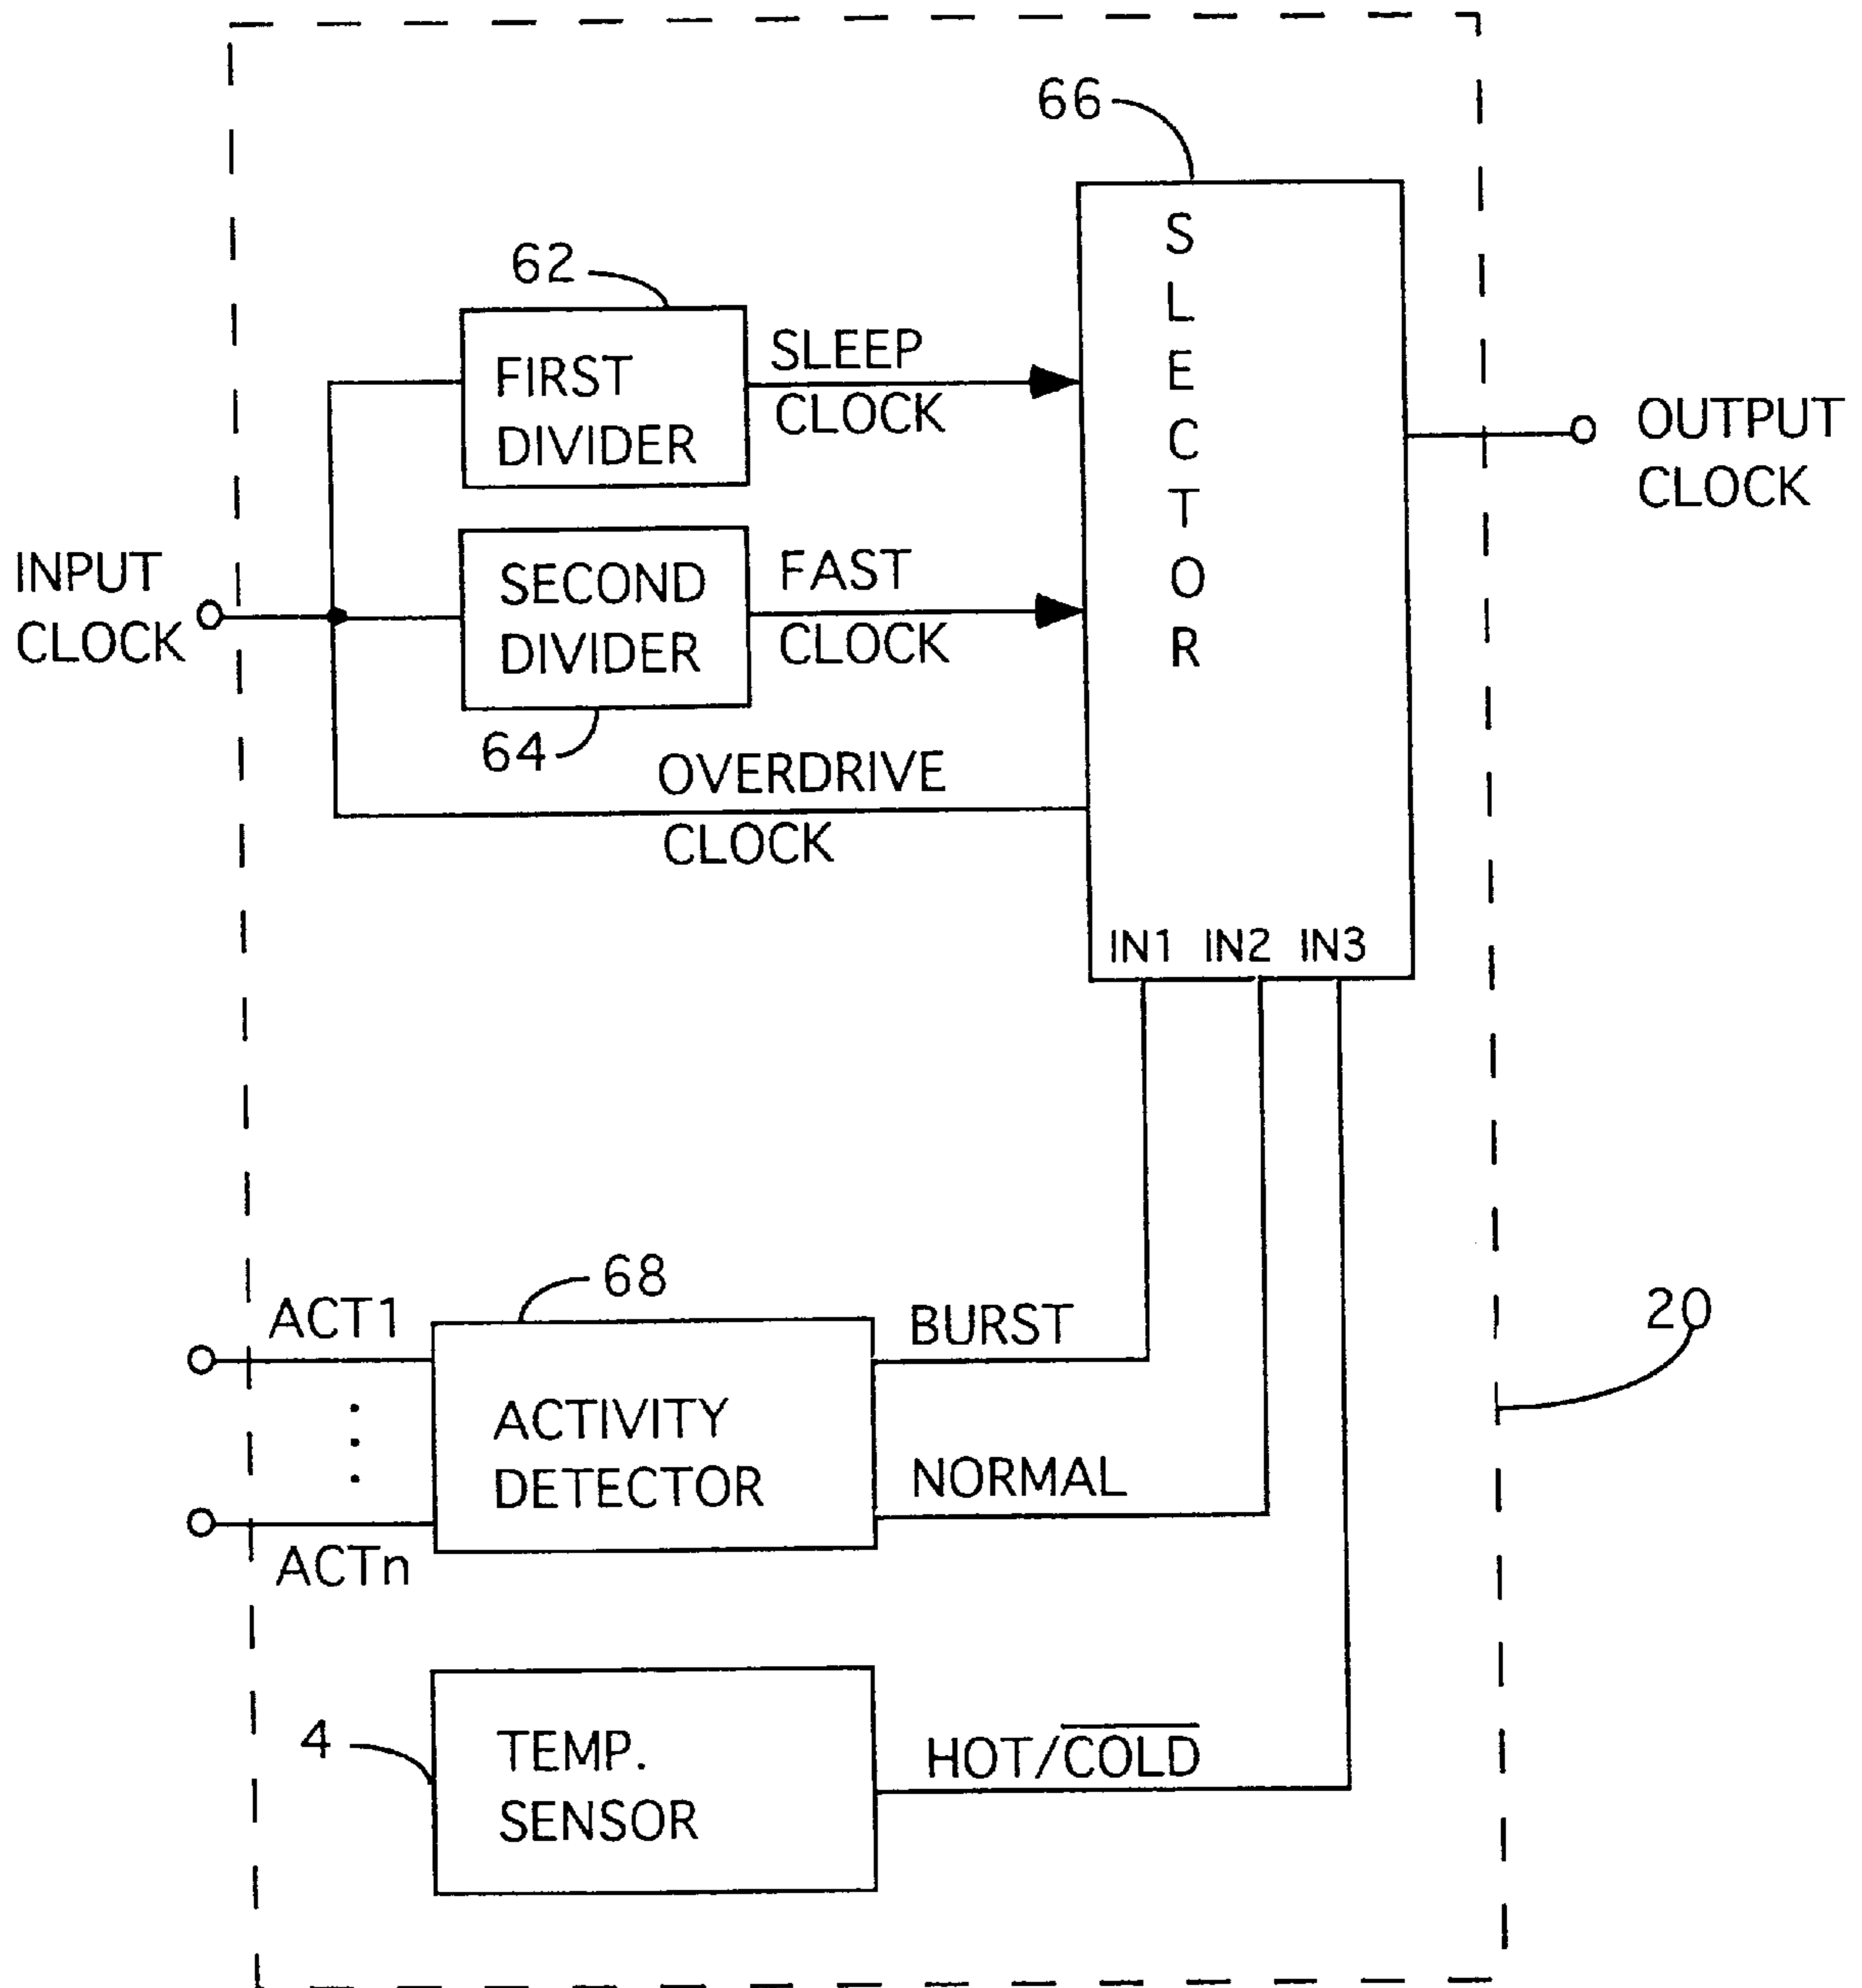 66
S
L
E
C
T
O
R
62
FIRST
DIVIDER
SLEEP
CLOCK
OUTPUT
CLOCK
INPUT
CLOCK
SECOND
DIVIDER
FAST
CLOCK
64
OVERDRIVE
CLOCK
IN1 IN2 IN3
68
ACT1
BURST
20
ACTIVITY
DETECTOR
NORMAL
ACTn
4
TEMP.
SENSOR
HOT/C̅O̅L̅D̅